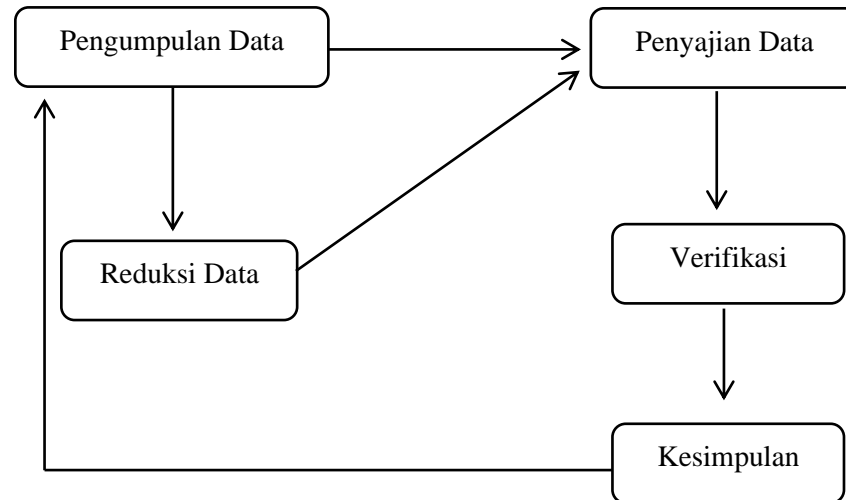 Pengumpulan Data
Penyajian Data
Reduksi Data
Verifikasi
Kesimpulan